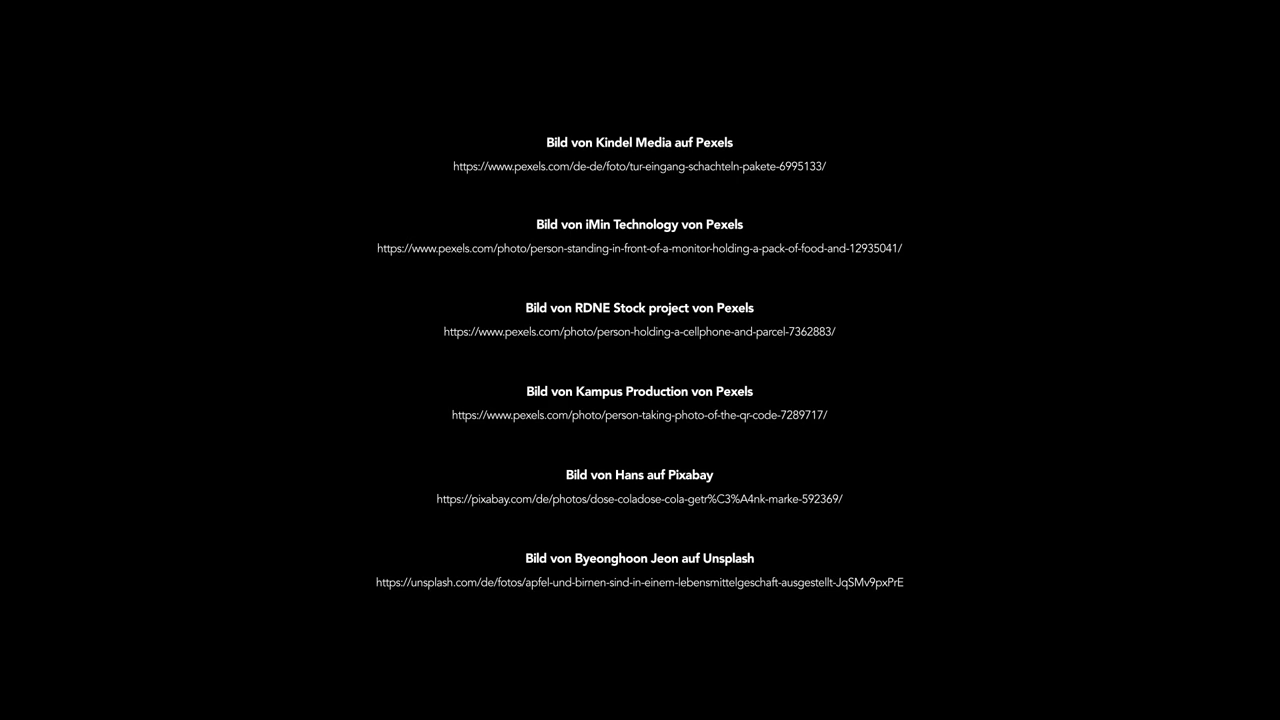 Bild von Kindel Media auf Pexels
https://www.pexels.com/de-de/foto/tur-eingang-schachteln-pakete-6995133/
Bild von iMin Technology von Pexels
https://www.pexels.com/photo/person-standing-in-front-of-a-monitor-holding-a-pack-of-food-and-12935041/
Bild von RDNE Stock project von Pexels
https://www.pexels.com/photo/person-holding-a-cellphone-and-parcel-7362883/
Bild von Kampus Production von Pexels
https://www.pexels.com/photo/person-taking-photo-of-the-qr-code-7289717/
Bild von Hans auf Pixabay
https://pixabay.com/de/photos/dose-coladose-cola-getr%C3%A4nk-marke-592369/
Bild von Byeonghoon Jeon auf Unsplash
https://unsplash.com/de/fotos/apfel-und-birnen-sind-in-einem-lebensmittelgeschaft-ausgestellt-JqSMv9pxPrE